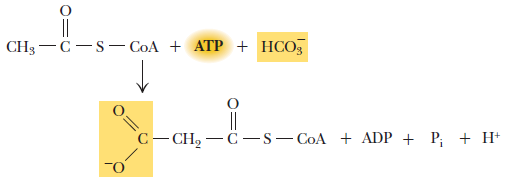 O
CH₃—C—S—CoA + ATP + HCO₃⁻
O O
C—CH₂—C—S—CoA + ADP + Pᵢ + H⁺
⁻O